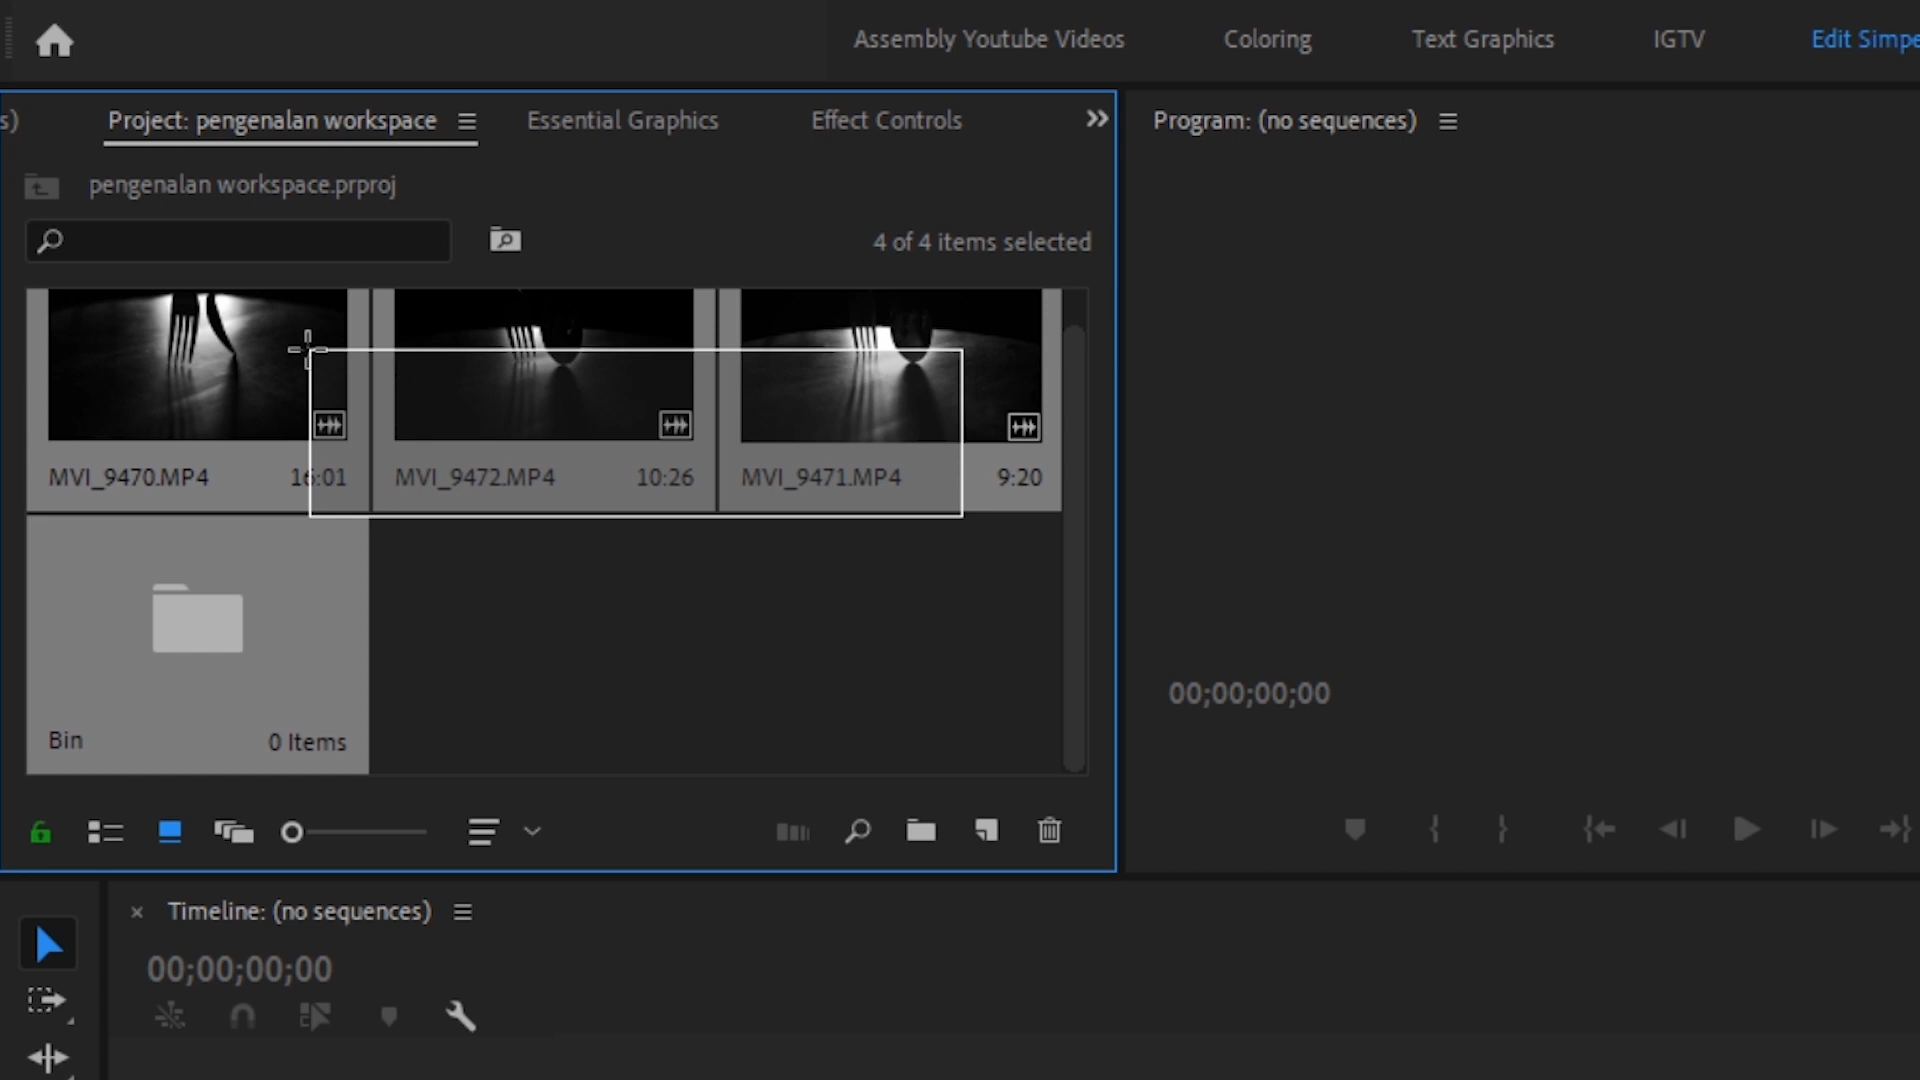 Assembly Youtube Videos Coloring Text Graphics IGTV Edit Simpe
s) Project: pengenalan workspace Essential Graphics Effect Controls Program: (no sequences)
pengenalan workspace.prproj
4 of 4 items selected
MVI_9470.MP4 16:01 MVI_9472.MP4 10:26 MVI_9471.MP4 9:20
00;00;00;00
Bin 0 Items
Timeline: (no sequences)
00;00;00;00